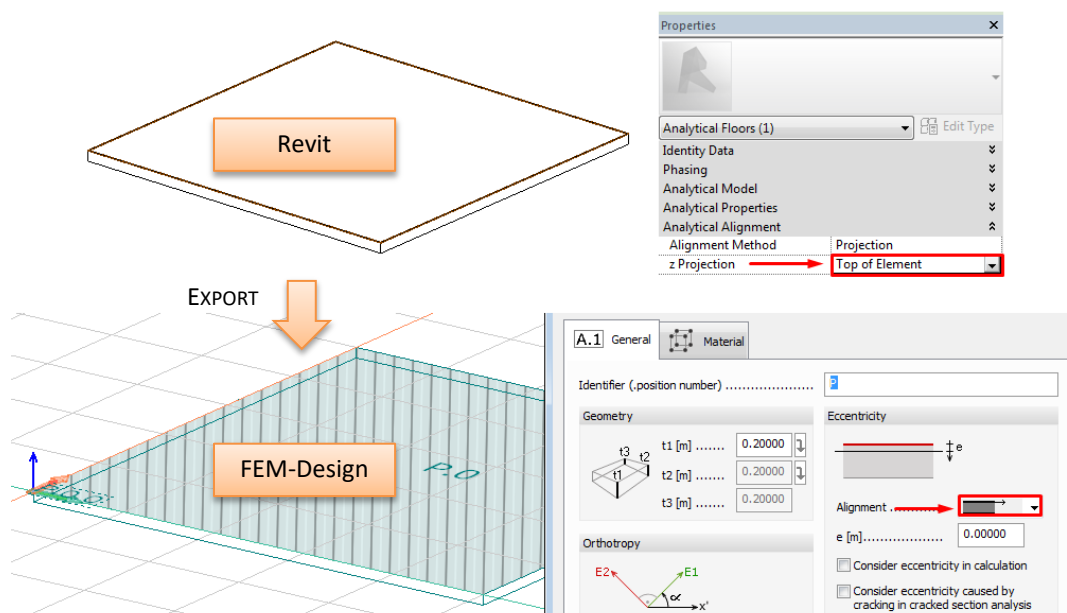 Revit
Properties
Analytical Floors (1)
Edit Type
Identity Data
Phasing
Analytical Model
Analytical Properties
Analytical Alignment
Alignment Method Projection
z Projection Top of Element
EXPORT
FEM-Design
P.0
A.1 General
Material
Identifier (.position number) ......................
P
Geometry
t3
t2
t1
t1 [m] ....... 0.20000
t2 [m] ....... 0.20000
t3 [m] ....... 0.20000
Eccentricity
e
Alignment ...........
e [m]................... 0.00000
Consider eccentricity in calculation
Consider eccentricity caused by
cracking in cracked section analysis
Orthotropy
E2
E1
α
x'